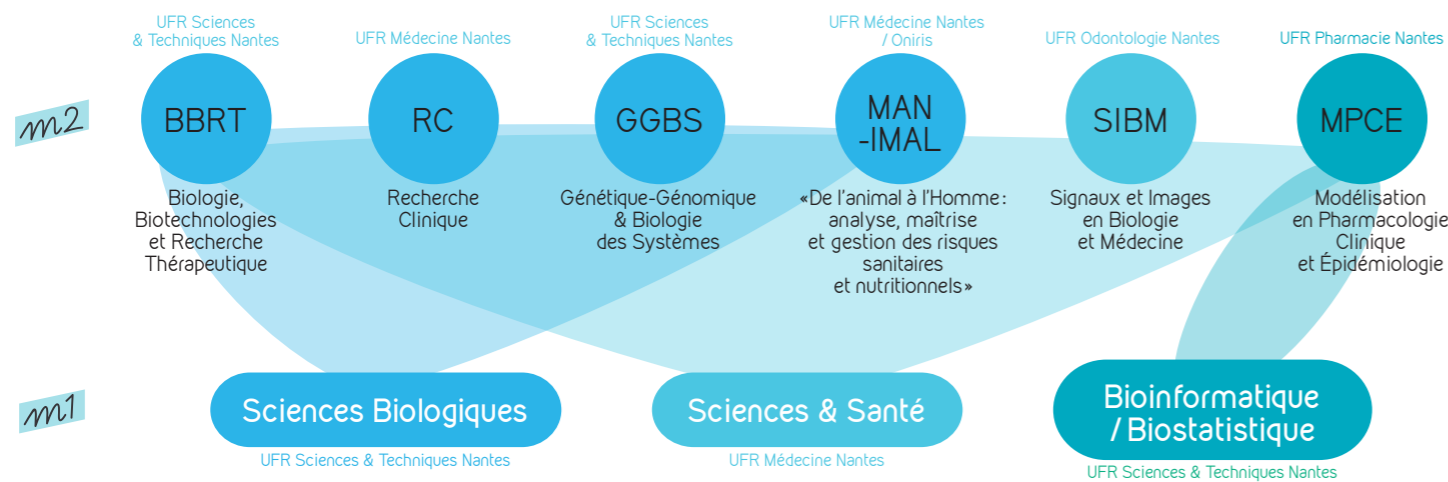 UFR Sciences
& Techniques Nantes
UFR Médecine Nantes
UFR Sciences
& Techniques Nantes
UFR Médecine Nantes
/ Oniris
UFR Odontologie Nantes
UFR Pharmacie Nantes
m2
BBRT
RC
GGBS
MAN
-IMAL
SIBM
MPCE
Biologie,
Biotechnologies
et Recherche
Thérapeutique
Recherche
Clinique
Génétique-Génomique
& Biologie
des Systèmes
«De l'animal à l'Homme:
analyse, maîtrise
et gestion des risques
sanitaires
et nutritionnels»
Signaux et Images
en Biologie
et Médecine
Modélisation
en Pharmacologie
Clinique
et Épidémiologie
m1
Sciences Biologiques
UFR Sciences & Techniques Nantes
Sciences & Santé
UFR Médecine Nantes
Bioinformatique
/ Biostatistique
UFR Sciences & Techniques Nantes